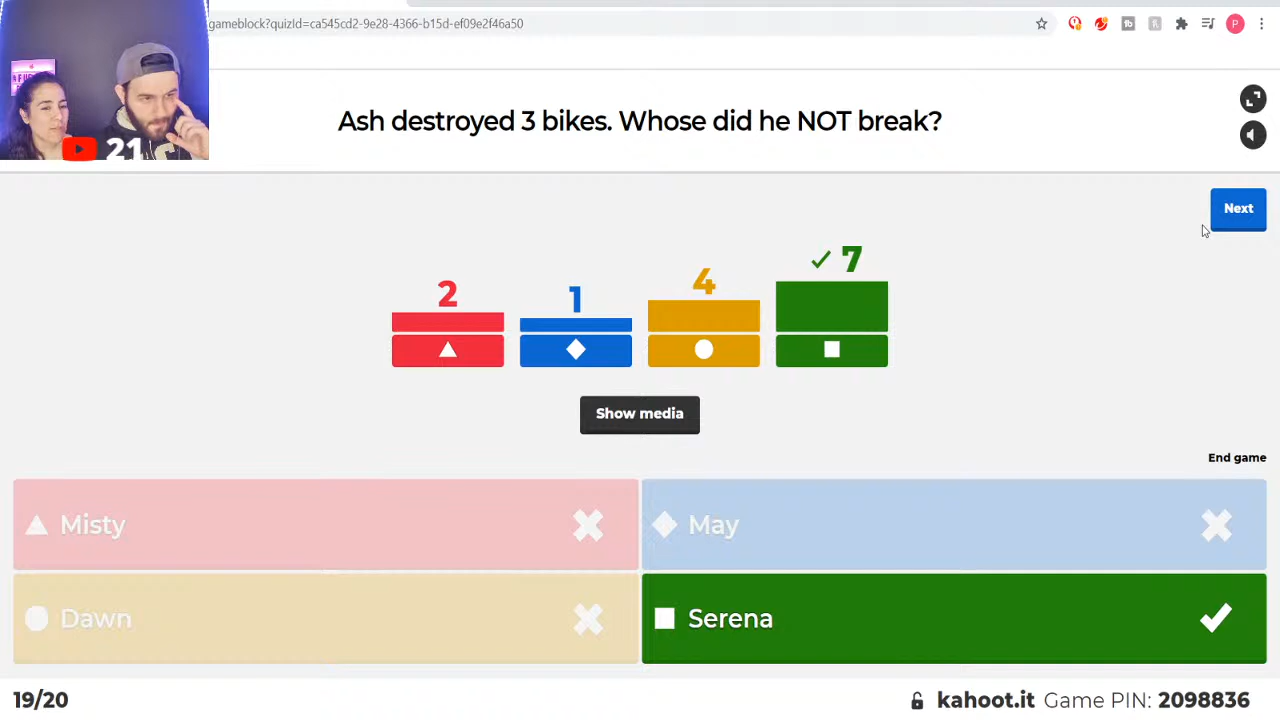 gameblock?quizId=ca545cd2-9e28-4366-b15d-ef09e2f46a50
P
21
Ash destroyed 3 bikes. Whose did he NOT break?
Next
2
1
4
7
Show media
End game
Misty
May
Dawn
Serena
19/20
kahoot.it Game PIN: 2098836